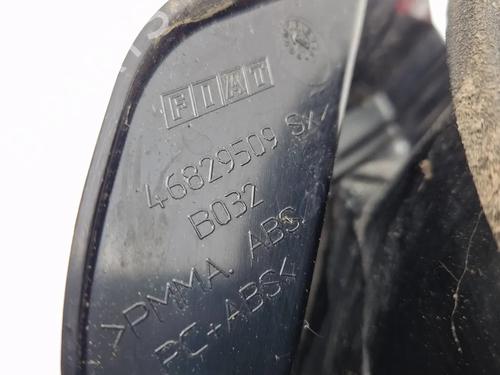 FIAT
46829509 Sx/
B032
>PMMA. ABS
PC+ABS<